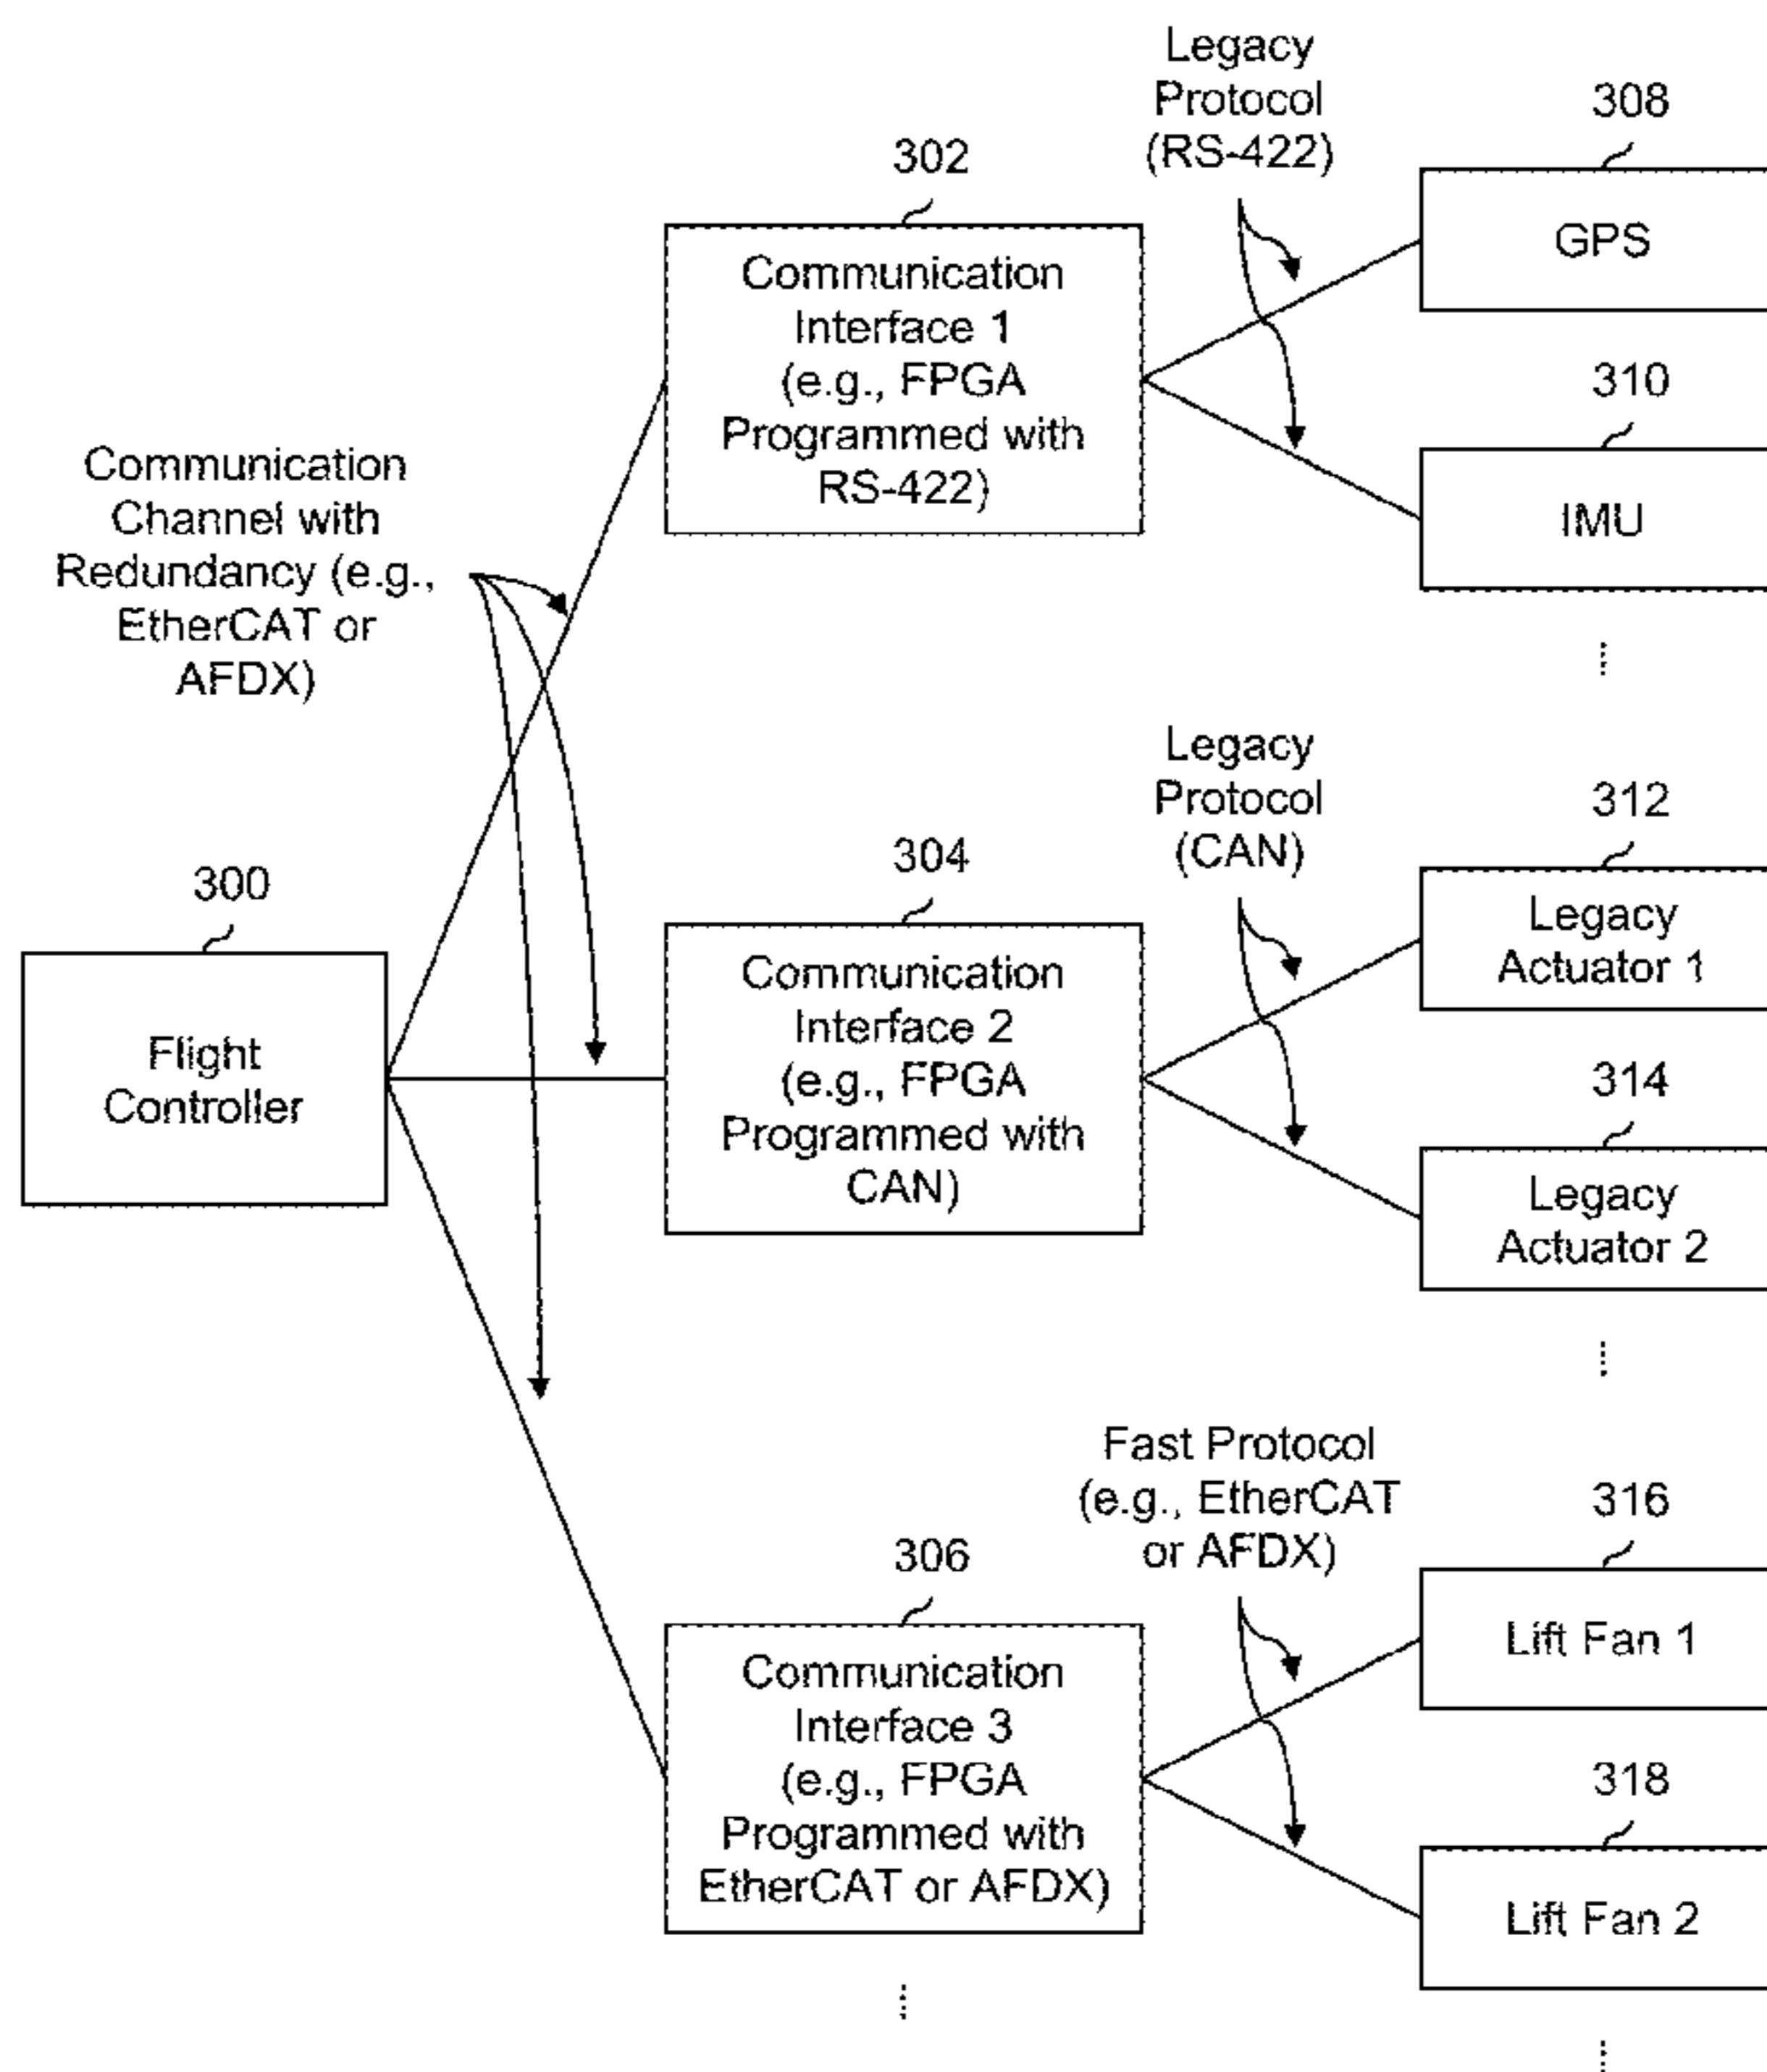 Legacy
Protocol
(RS-422)
308
GPS
302
Communication
Interface 1
(e.g., FPGA
Programmed with
RS-422)
310
IMU
Communication
Channel with
Redundancy (e.g.,
EtherCAT or
AFDX)
Legacy
Protocol
(CAN)
312
Legacy
Actuator 1
300
Flight
Controller
304
Communication
Interface 2
(e.g., FPGA
Programmed with
CAN)
314
Legacy
Actuator 2
Fast Protocol
(e.g., EtherCAT
or AFDX)
316
Lift Fan 1
306
Communication
Interface 3
(e.g., FPGA
Programmed with
EtherCAT or AFDX)
318
Lift Fan 2